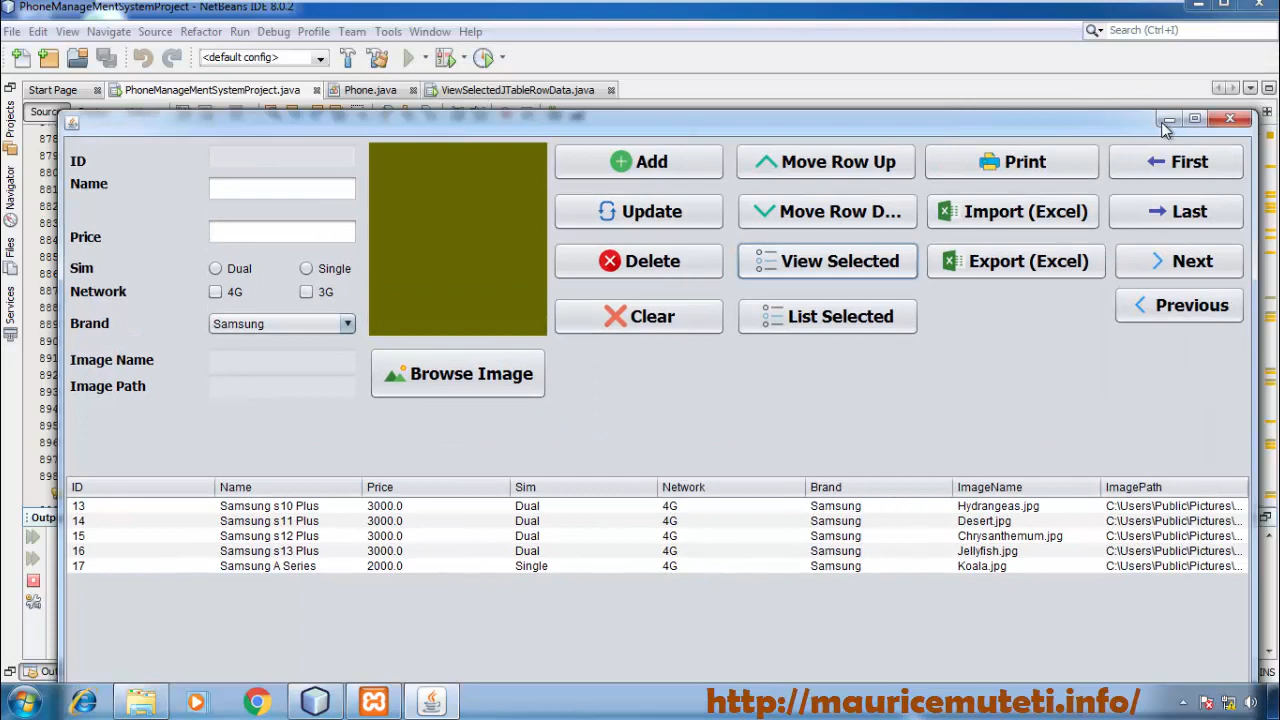 PhoneManageMentSystemProject - NetBeans IDE 8.0.2
File Edit View Navigate Source Refactor Run Debug Profile Team Tools Window Help
Search (Ctrl+I)
<default config>
Start Page PhoneManageMentSystemProject.java Phone.java ViewSelectedJTableRowData.java
Projects
Navigator
Files
Services
ID
Name
Price
Sim Dual Single
Network 4G 3G
Brand Samsung
Image Name
Image Path
Browse Image
Add Move Row Up Print First
Update Move Row D... Import (Excel) Last
Delete View Selected Export (Excel) Next
Clear List Selected Previous
ID Name Price Sim Network Brand ImageName ImagePath
13 Samsung s10 Plus 3000.0 Dual 4G Samsung Hydrangeas.jpg C:\Users\Public\Pictures\...
14 Samsung s11 Plus 3000.0 Dual 4G Samsung Desert.jpg C:\Users\Public\Pictures\...
15 Samsung s12 Plus 3000.0 Dual 4G Samsung Chrysanthemum.jpg C:\Users\Public\Pictures\...
16 Samsung s13 Plus 3000.0 Dual 4G Samsung Jellyfish.jpg C:\Users\Public\Pictures\...
17 Samsung A Series 2000.0 Single 4G Samsung Koala.jpg C:\Users\Public\Pictures\...
INS
http://mauricemuteti.info/